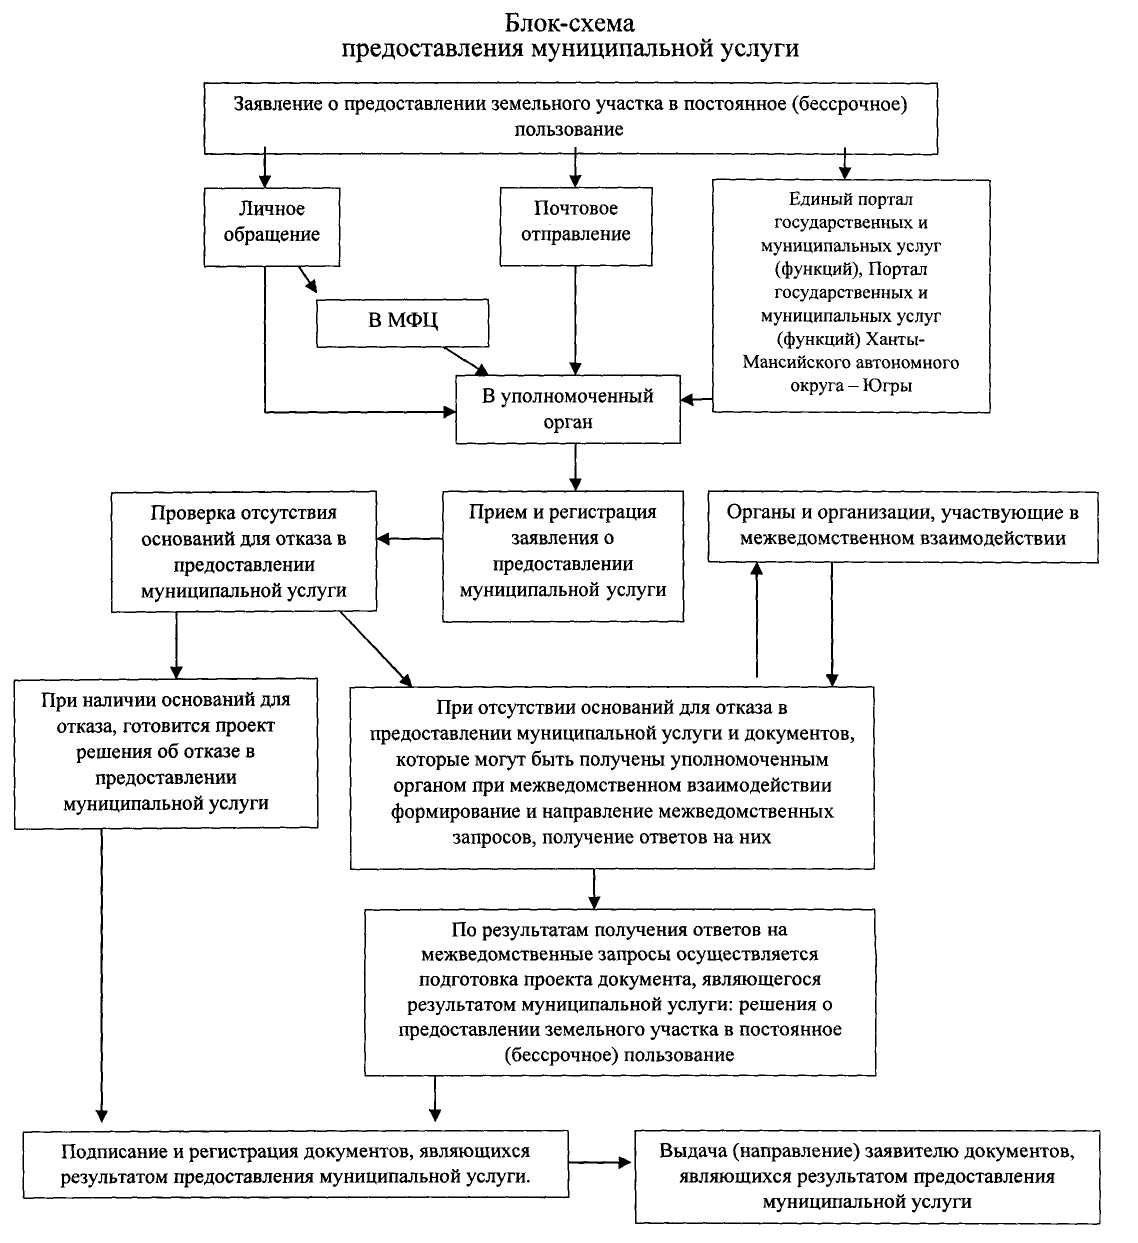 Блок-схема
предоставления муниципальной услуги
Заявление о предоставлении земельного участка в постоянное (бессрочное)
пользование
Личное
обращение
Почтовое
отправление
Единый портал
государственных и
муниципальных услуг
(функций), Портал
государственных и
муниципальных услуг
(функций) Ханты-
Мансийского автономного
округа – Югры
В МФЦ
В уполномоченный
орган
Проверка отсутствия
оснований для отказа в
предоставлении
муниципальной услуги
Прием и регистрация
заявления о
предоставлении
муниципальной услуги
Органы и организации, участвующие в
межведомственном взаимодействии
При наличии оснований для
отказа, готовится проект
решения об отказе в
предоставлении
муниципальной услуги
При отсутствии оснований для отказа в
предоставлении муниципальной услуги и документов,
которые могут быть получены уполномоченным
органом при межведомственном взаимодействии
формирование и направление межведомственных
запросов, получение ответов на них
По результатам получения ответов на
межведомственные запросы осуществляется
подготовка проекта документа, являющегося
результатом муниципальной услуги: решения о
предоставлении земельного участка в постоянное
(бессрочное) пользование
Подписание и регистрация документов, являющихся
результатом предоставления муниципальной услуги.
Выдача (направление) заявителю документов,
являющихся результатом предоставления
муниципальной услуги